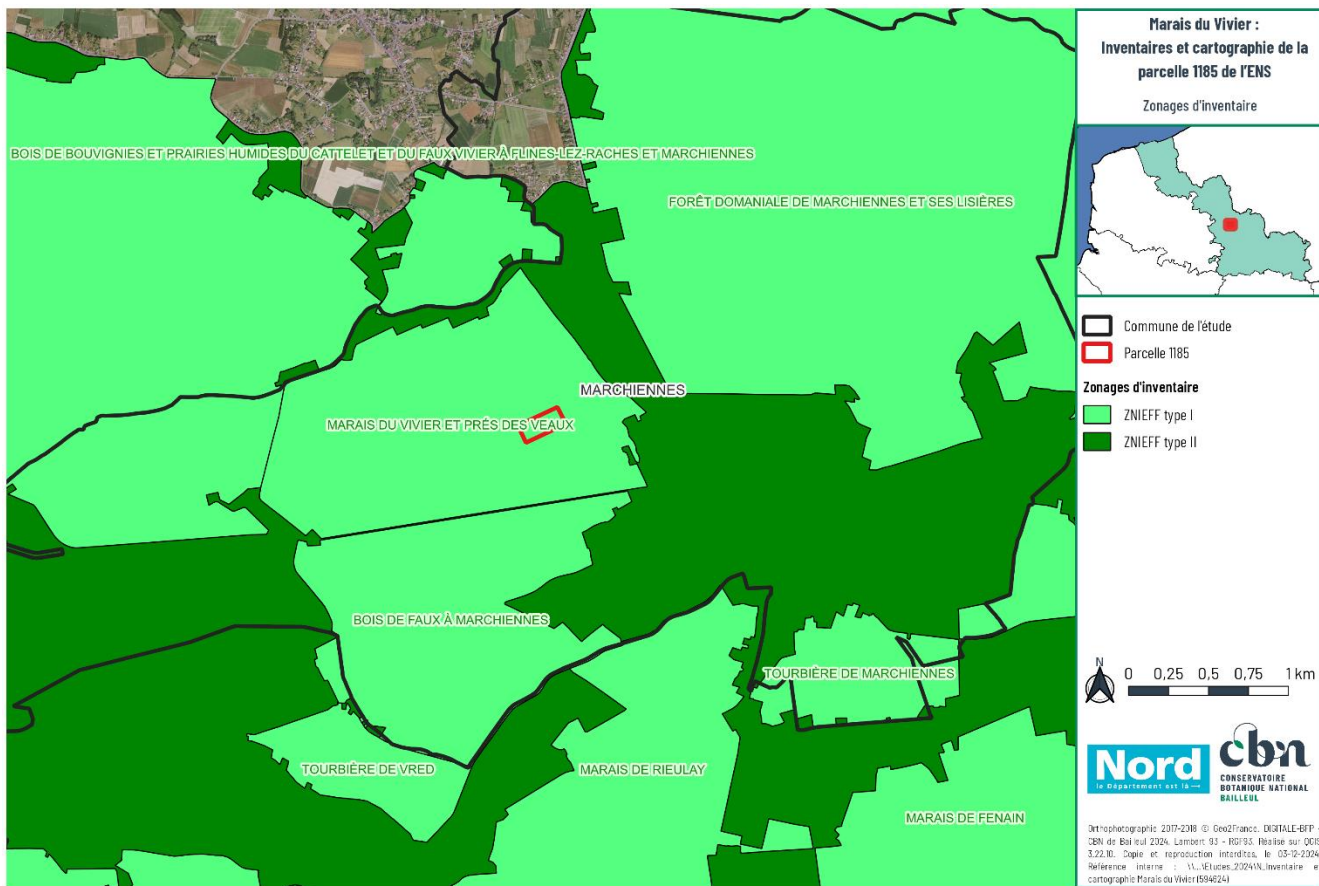 Marais du Vivier :
Inventaires et cartographie de la
parcelle 1185 de l'ENS
Zonages d'inventaire
BOIS DE BOUVIGNIES ET PRAIRIES HUMIDES DU CATTELET ET DU FAUX VIVIER À FLINES-LEZ-RACHES ET MARCHIENNES
FORÊT DOMANIALE DE MARCHIENNES ET SES LISIÈRES
MARCHIENNES
MARAIS DU VIVIER ET PRÈS DES VEAUX
BOIS DE FAUX À MARCHIENNES
TOURBIÈRE DE MARCHIENNES
TOURBIÈRE DE VRED
MARAIS DE RIEULAY
MARAIS DE FENAIN
Commune de l'étude
Parcelle 1185
Zonages d'inventaire
ZNIEFF type I
ZNIEFF type II
N
0 0,25 0,5 0,75 1 km
Nord
le Département est là
cbn
CONSERVATOIRE
BOTANIQUE NATIONAL
BAILLEUL
Orthophotographie 2017-2018 © Geo2France, DIGITALE-BFP -
CBN de Bailleul 2024. Lambert 93 - RGF93. Réalisé sur QGIS
3.22.10. Copie et reproduction interdites, le 03-12-2024
Référence interne : \\...\Etudes_2024\N_Inventaire e
cartographie Marais du Vivier (594624)